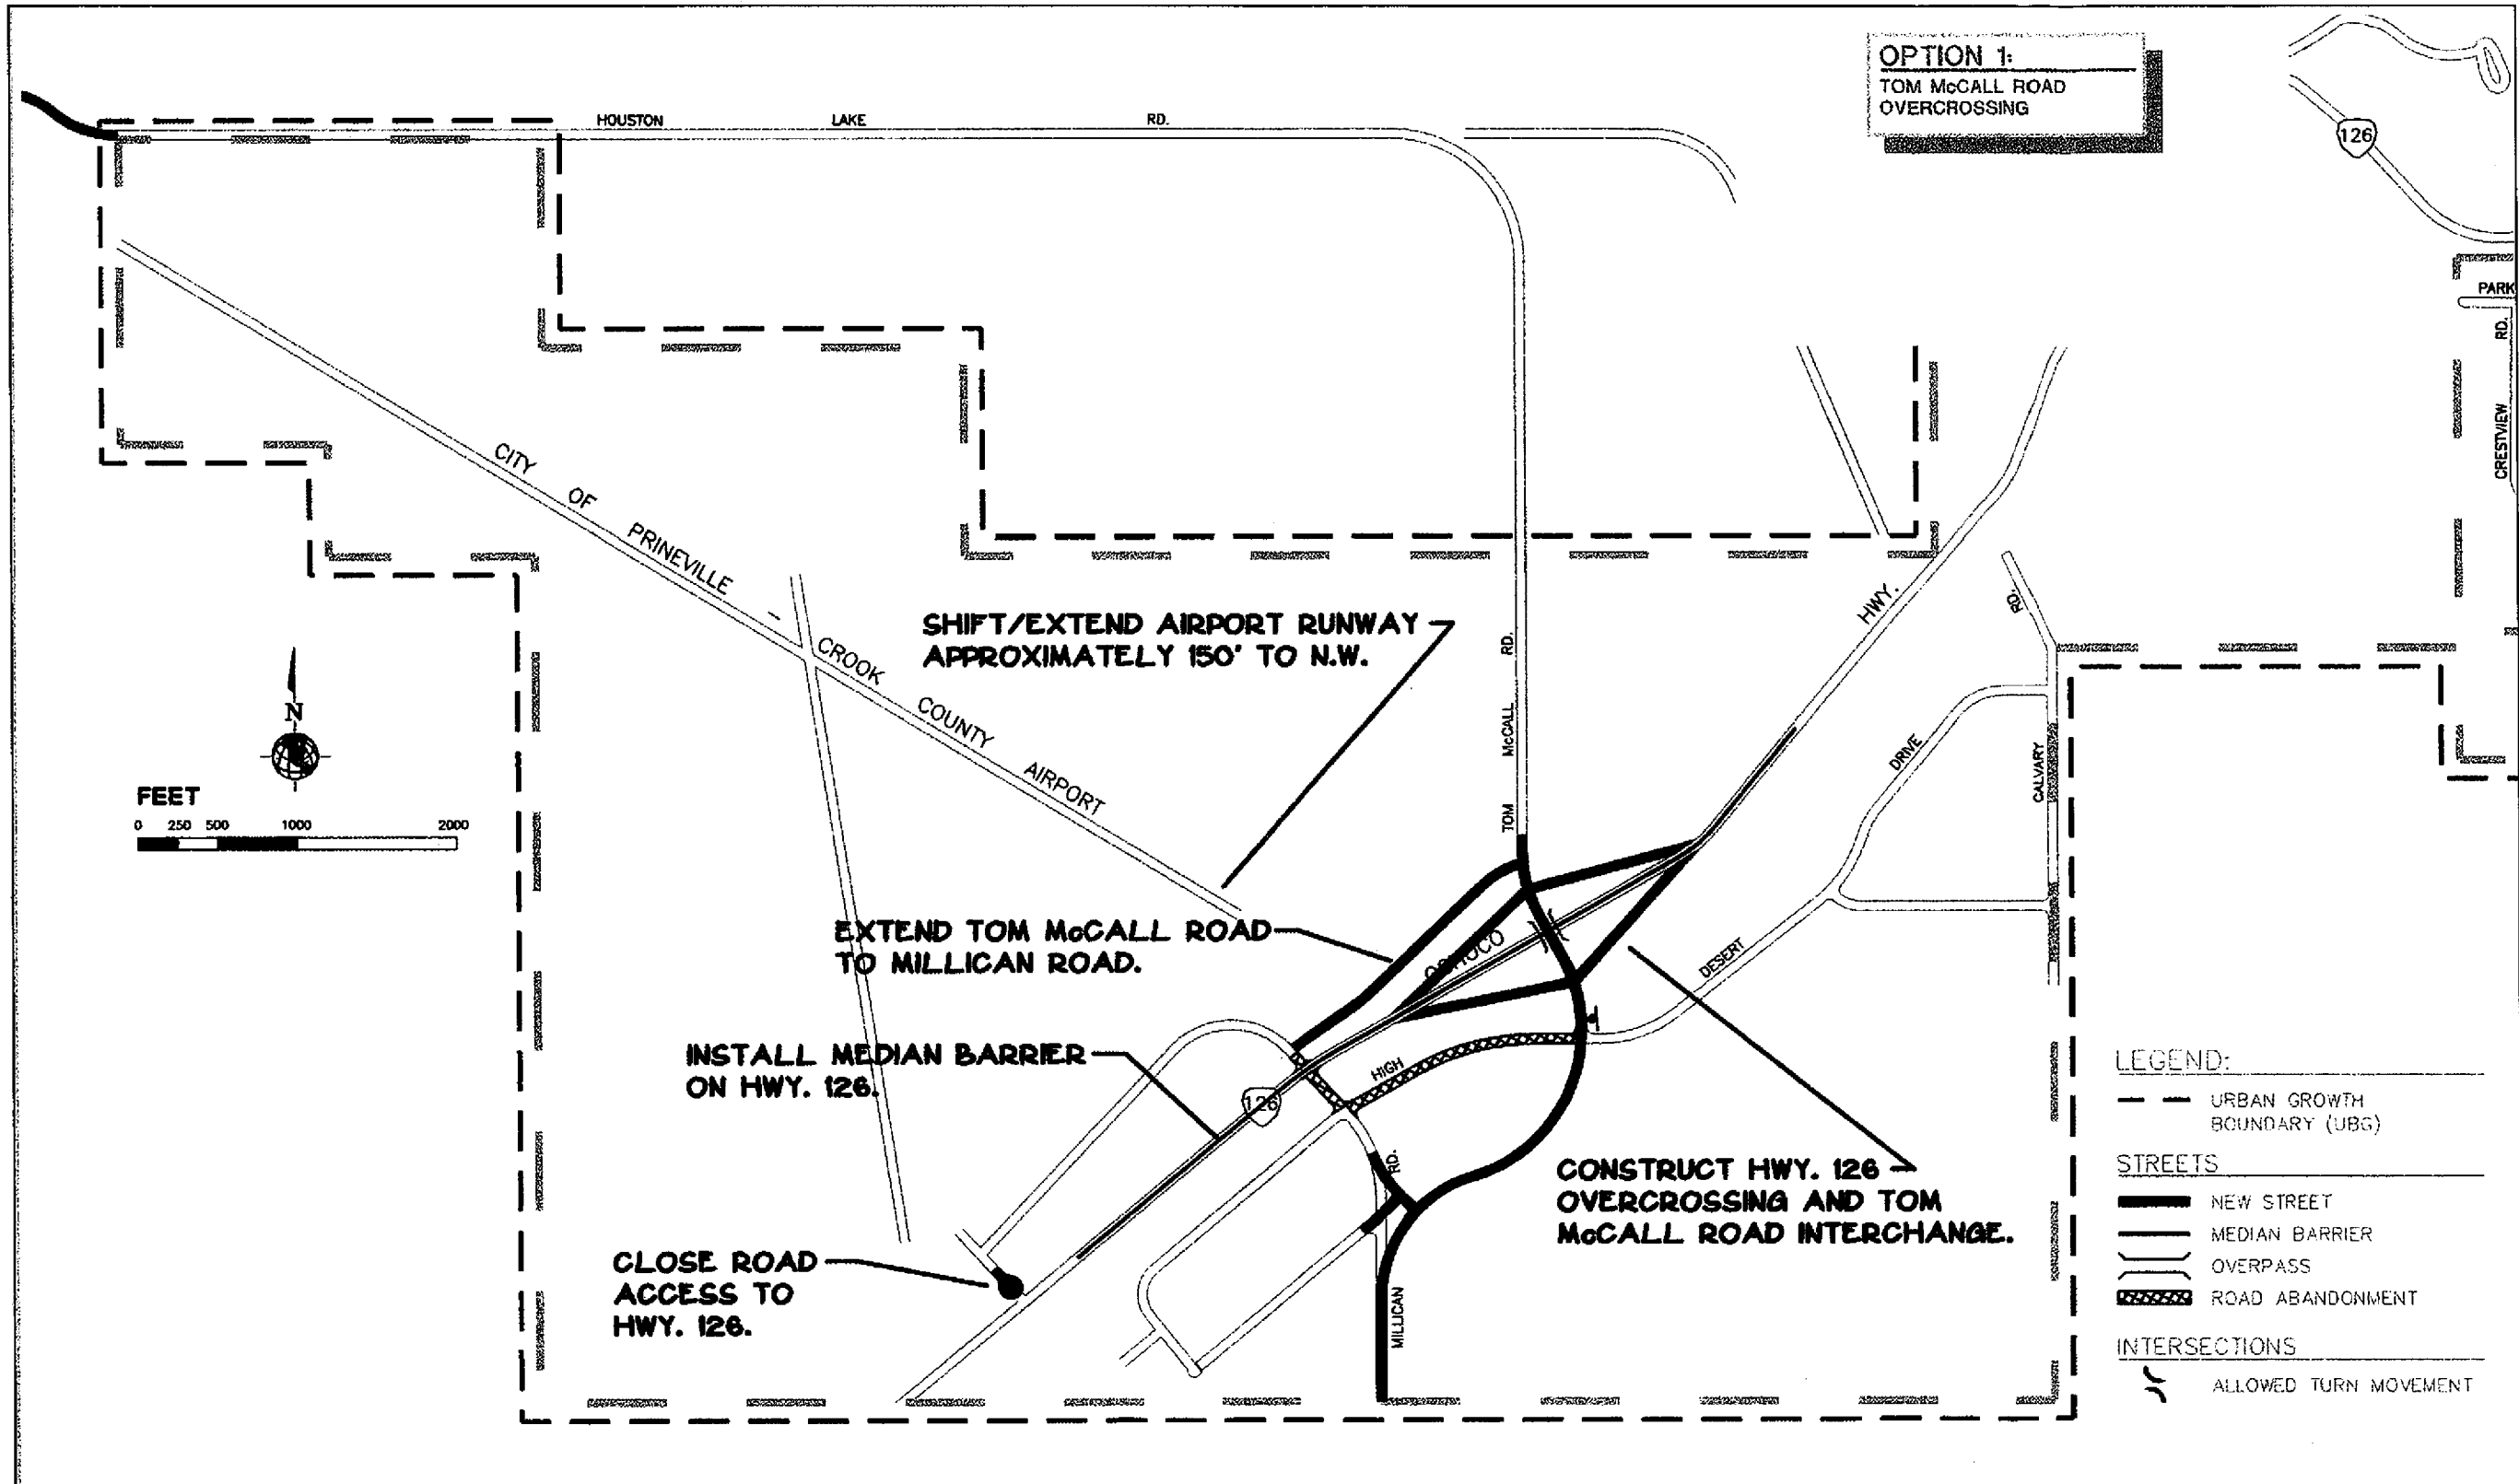 OPTION 1:
TOM McCALL ROAD
OVERCROSSING
HOUSTON LAKE RD.
126
PARK
CRESTVIEW RD.
CITY OF PRINEVILLE - CROOK COUNTY AIRPORT
SHIFT/EXTEND AIRPORT RUNWAY
APPROXIMATELY 150' TO N.W.
TOM McCALL RD.
OCHOCO HWY.
CALVARY RD.
HIGH DESERT DRIVE
N
FEET
0 250 500 1000 2000
EXTEND TOM McCALL ROAD
TO MILLICAN ROAD.
INSTALL MEDIAN BARRIER
ON HWY. 126.
126
CLOSE ROAD
ACCESS TO
HWY. 126.
MILLICAN RD.
CONSTRUCT HWY. 126
OVERCROSSING AND TOM
McCALL ROAD INTERCHANGE.
LEGEND:
URBAN GROWTH
BOUNDARY (UBG)
STREETS
NEW STREET
MEDIAN BARRIER
OVERPASS
ROAD ABANDONMENT
INTERSECTIONS
ALLOWED TURN MOVEMENT